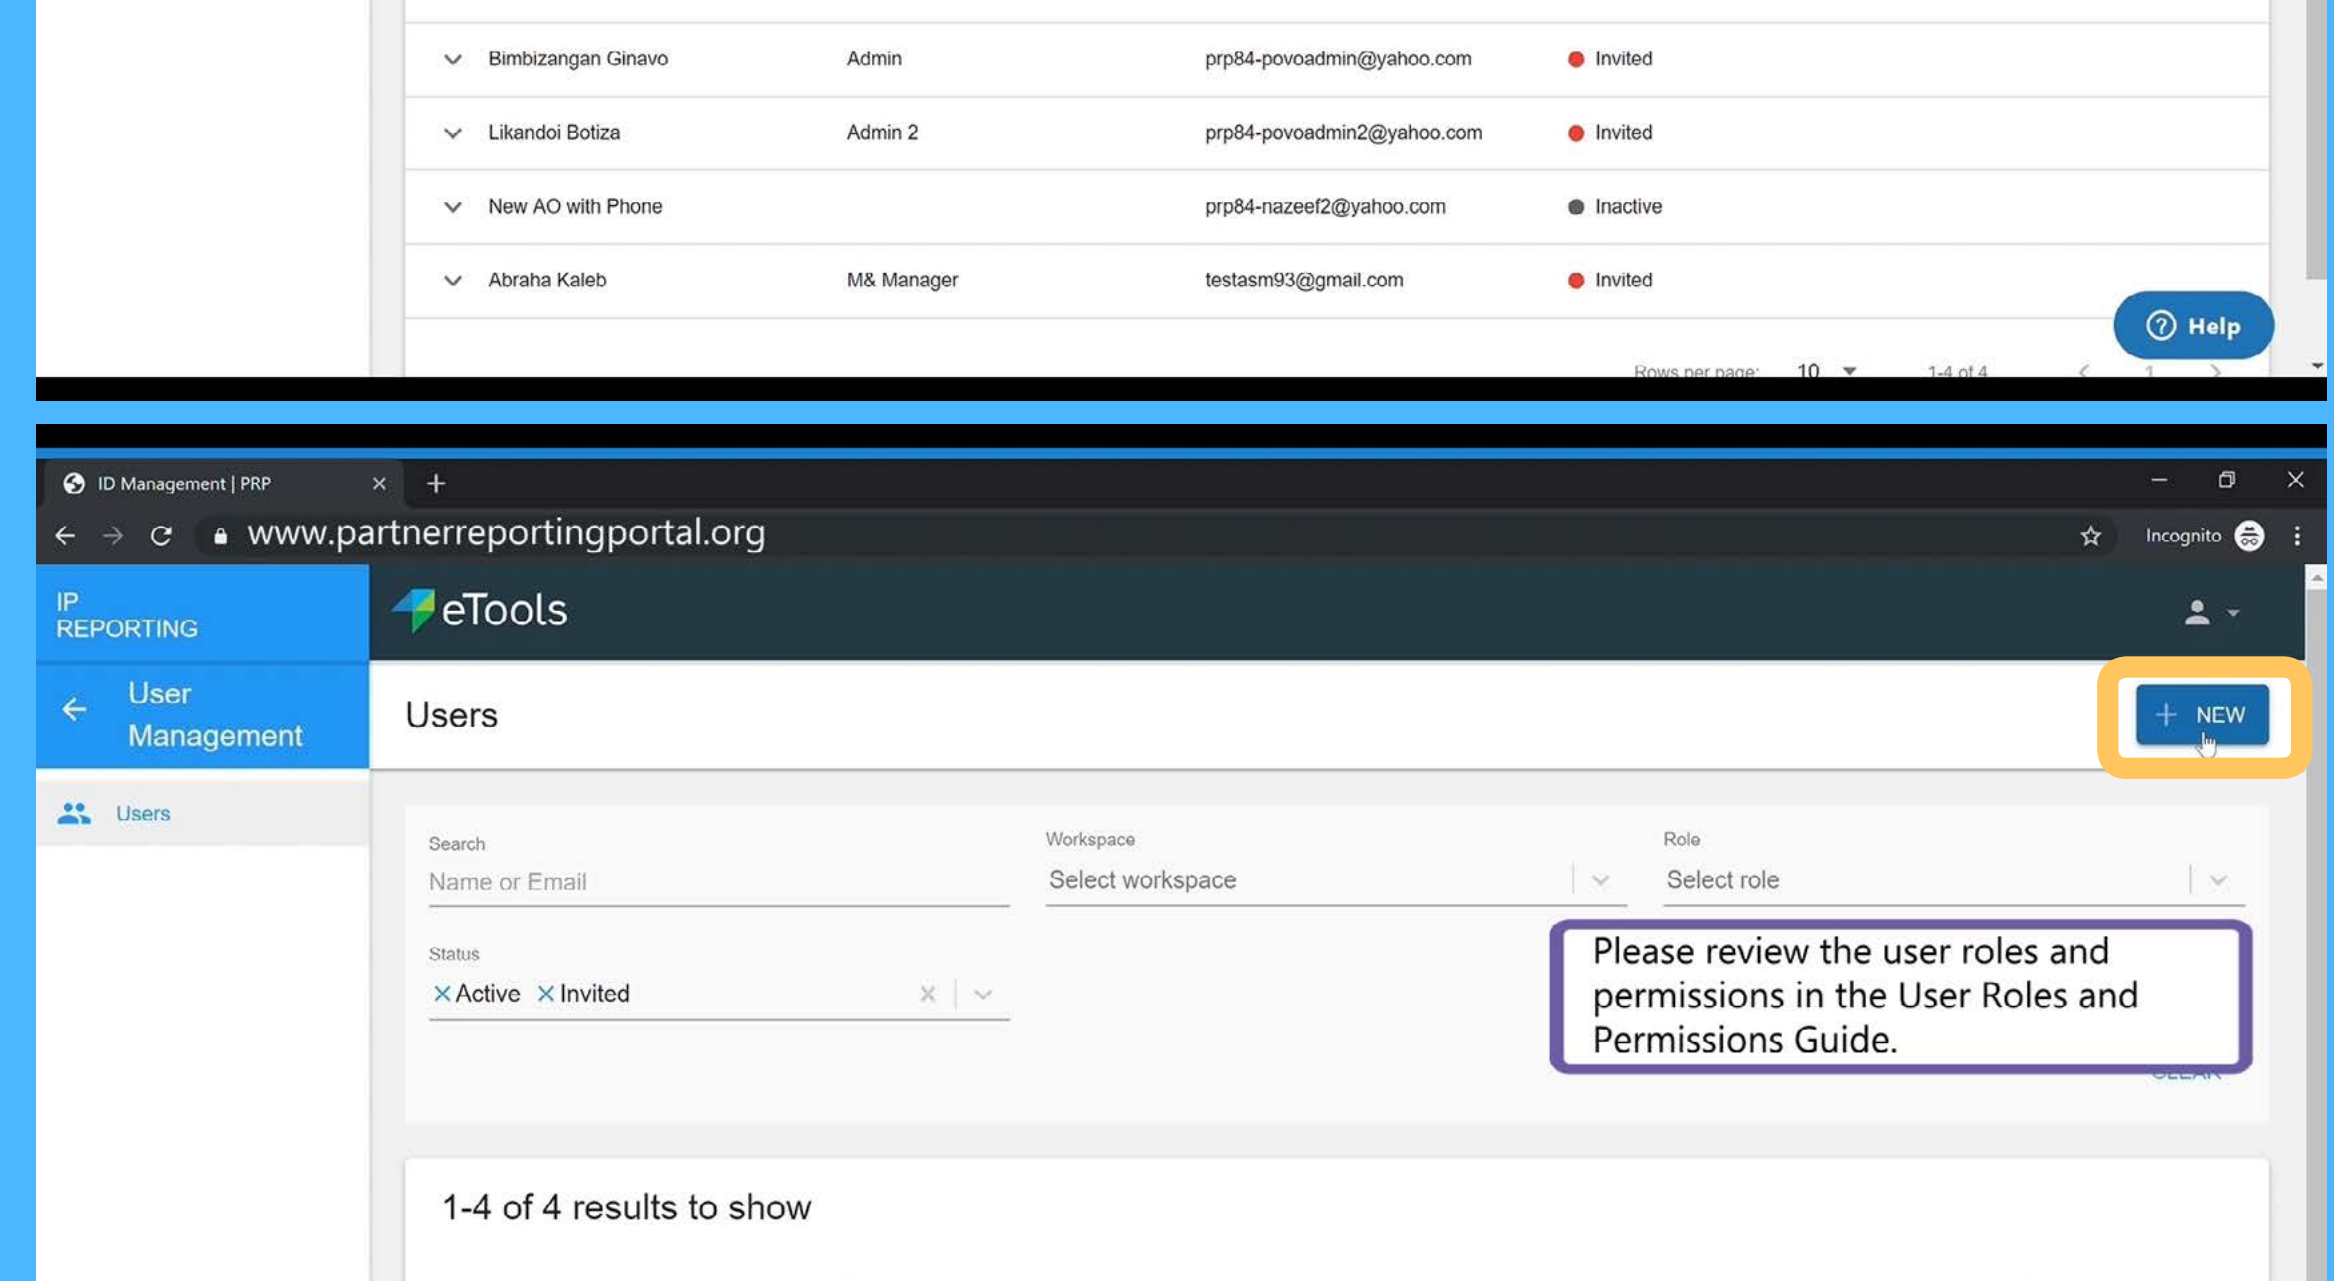 Bimbizangan Ginavo Admin prp84-povoadmin@yahoo.com Invited
Likandoi Botiza Admin 2 prp84-povoadmin2@yahoo.com Invited
New AO with Phone prp84-nazeef2@yahoo.com Inactive
Abraha Kaleb M& Manager testasm93@gmail.com Invited
? Help
Rows per page: 10 1-4 of 4 < 1 >
ID Management | PRP
www.partnerreportingportal.org Incognito
IP
REPORTING
eTools
User
Management
Users
+ NEW
Users
Search Workspace Role
Name or Email Select workspace Select role
Status
Active Invited
Please review the user roles and
permissions in the User Roles and
Permissions Guide.
CLEAR
1-4 of 4 results to show